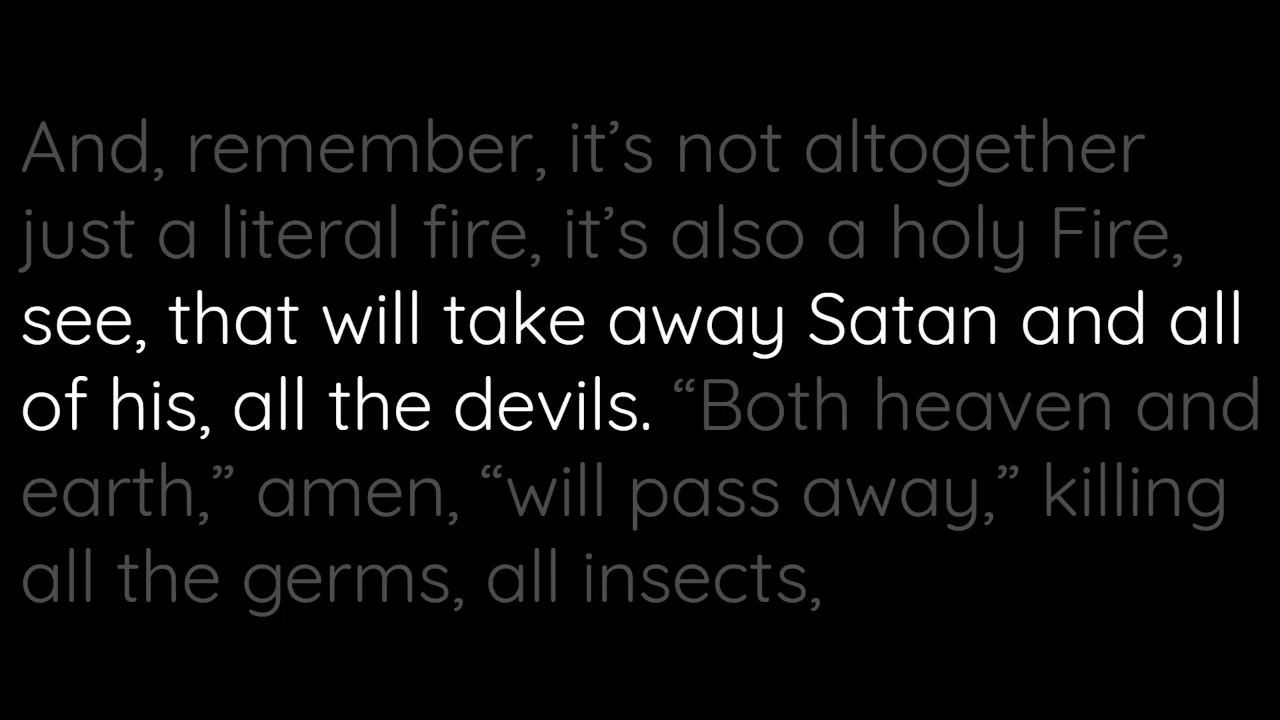 And, remember, it’s not altogether
just a literal fire, it’s also a holy Fire,
see, that will take away Satan and all
of his, all the devils. “Both heaven and
earth,” amen, “will pass away,” killing
all the germs, all insects,